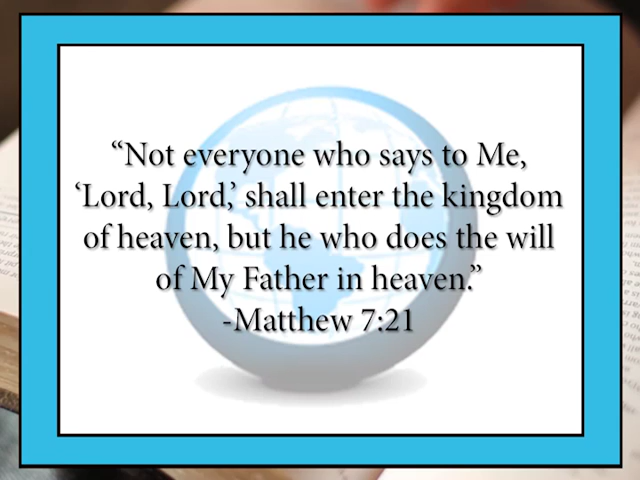 “Not everyone who says to Me,
‘Lord, Lord,’ shall enter the kingdom
of heaven, but he who does the will
of My Father in heaven.”
-Matthew 7:21